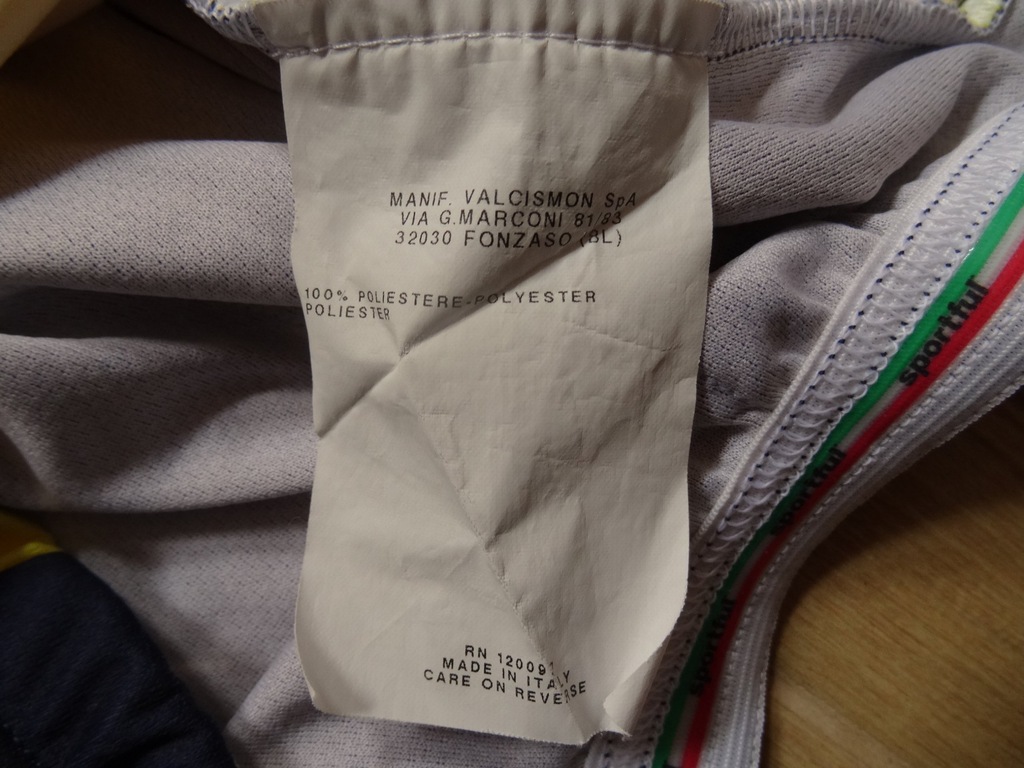 MANIF. VALCISMON SpA
VIA G.MARCONI 81/83
32030 FONZASO (BL)
100% POLIESTERE-POLYESTER
POLIESTER
RN 120091
MADE IN ITALY
CARE ON REVERSE
sportful
sportful
sportful